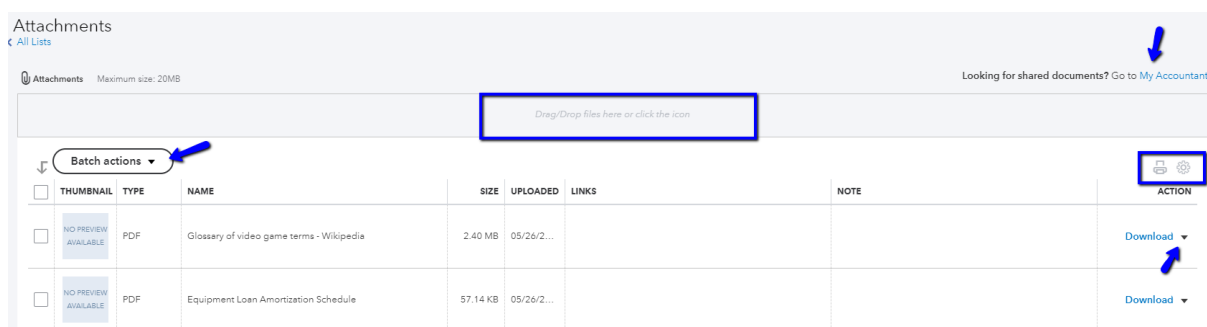 Attachments
All Lists
Attachments Maximum size: 20MB
Looking for shared documents? Go to My Accountant
Drag/Drop files here or click the icon
Batch actions
THUMBNAIL TYPE NAME SIZE UPLOADED LINKS NOTE ACTION
NO PREVIEW
AVAILABLE
PDF Glossary of video game terms - Wikipedia 2.40 MB 05/26/2... Download
NO PREVIEW
AVAILABLE
PDF Equipment Loan Amortization Schedule 57.14 KB 05/26/2... Download